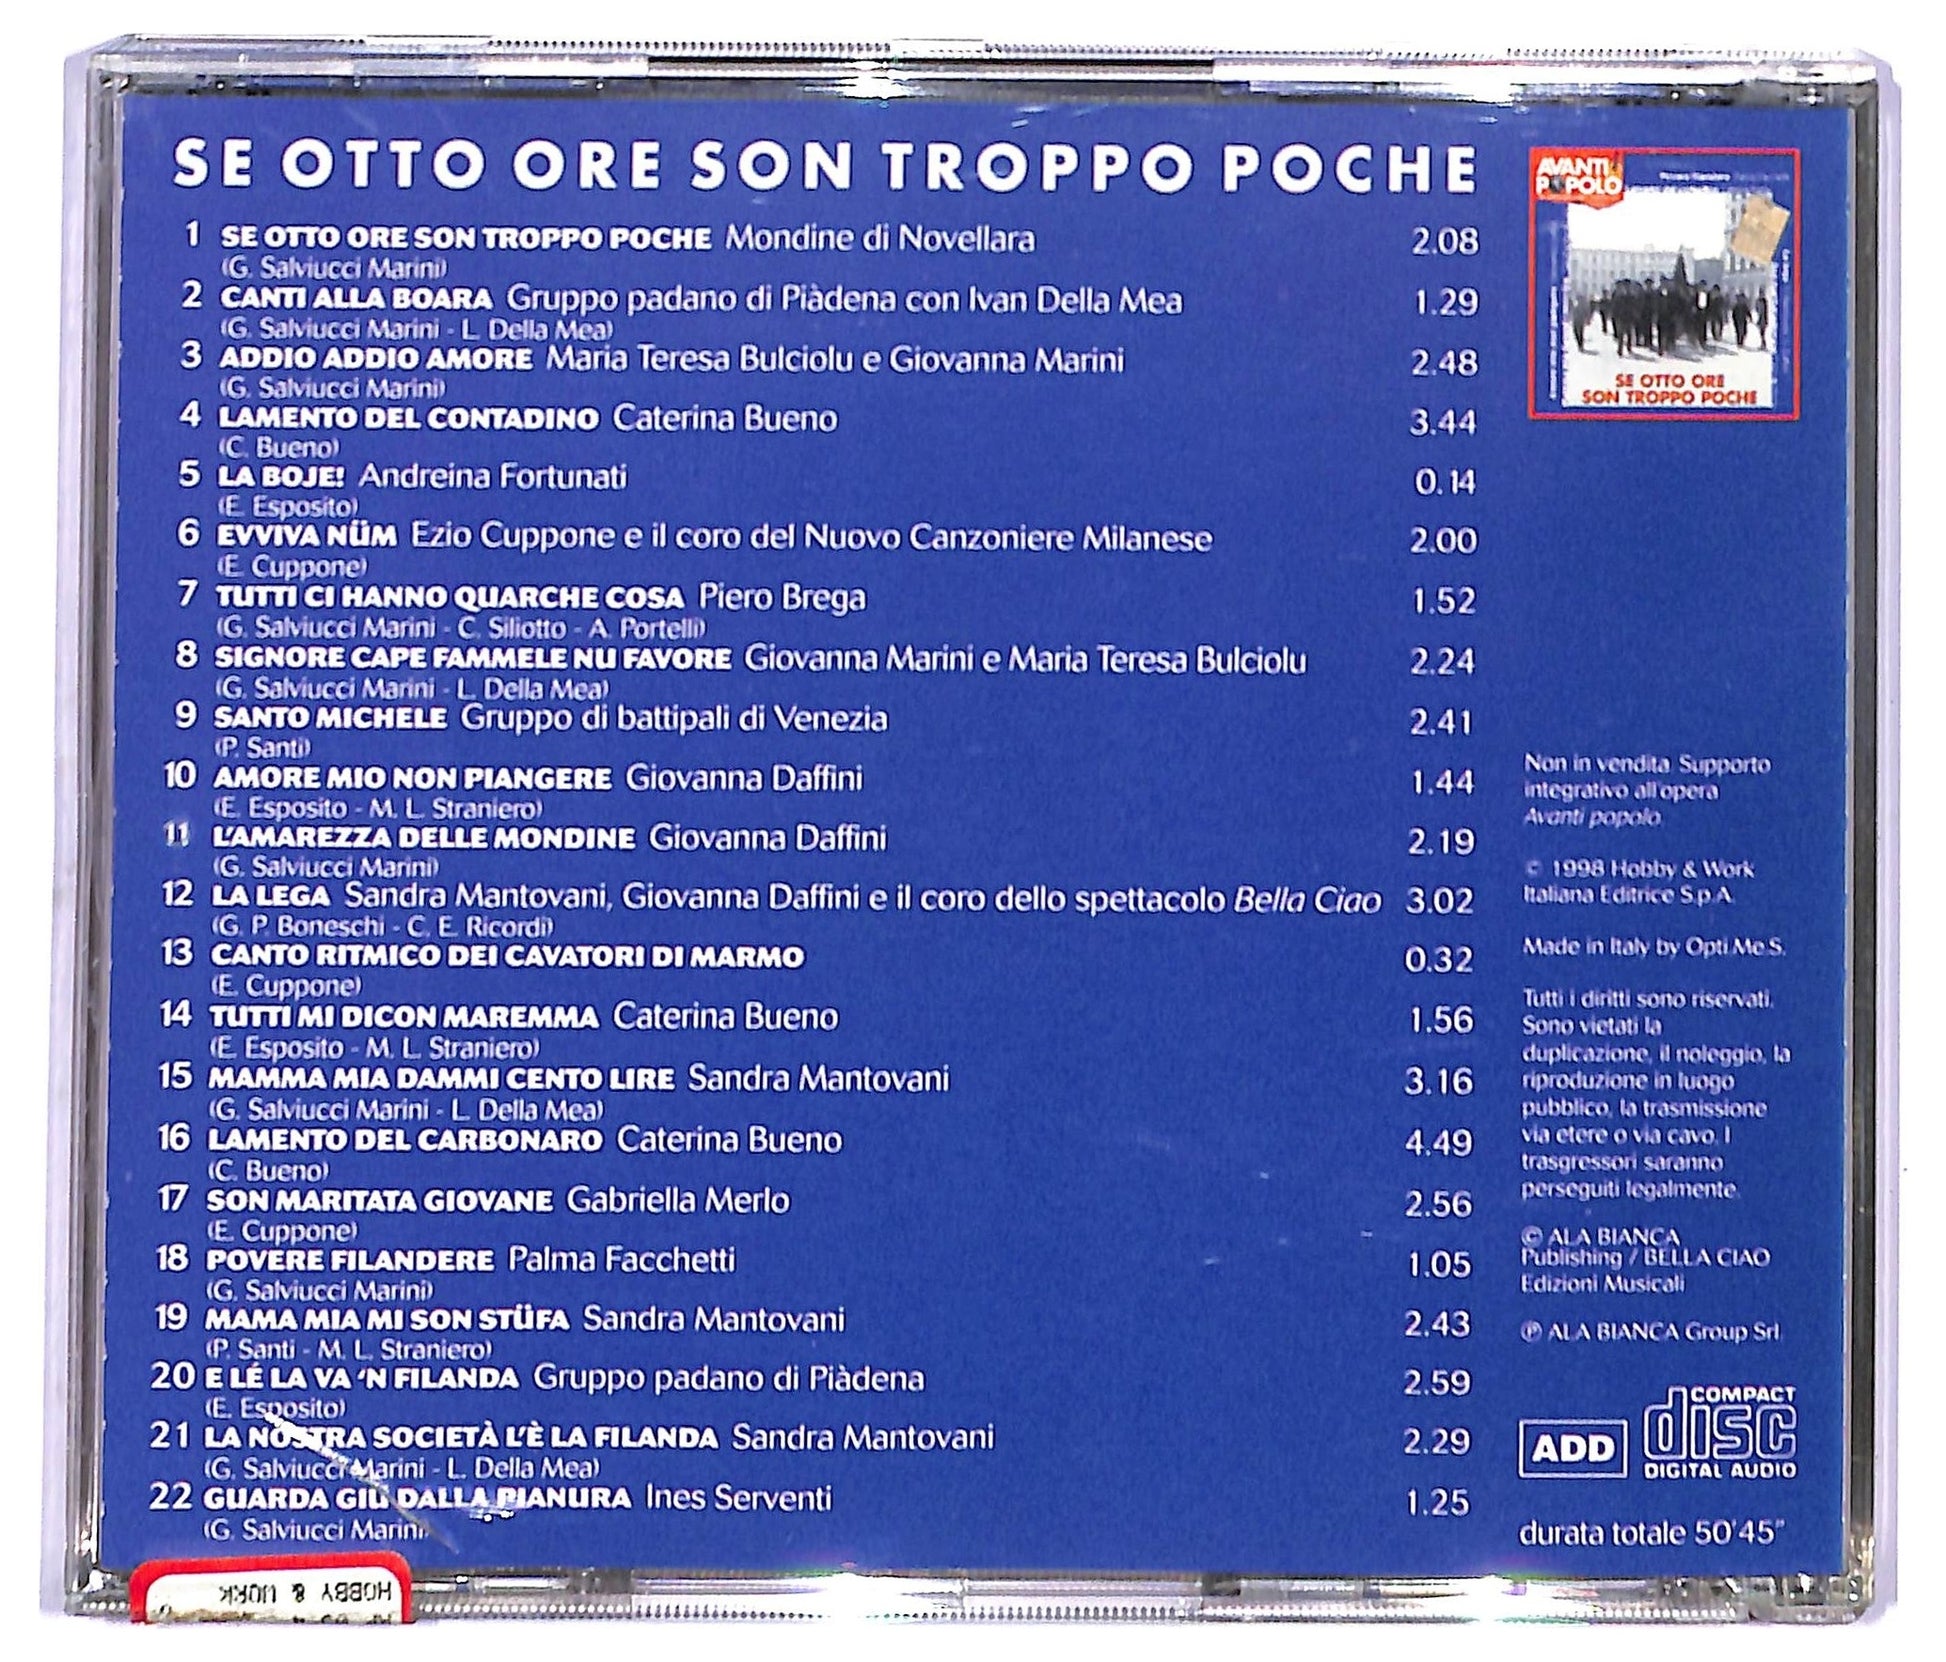 SE OTTO ORE SON TROPPO POCHE
1 SE OTTO ORE SON TROPPO POCHE Mondine di Novellara 2.08
(G. Salviucci Marini)
2 CANTI ALLA BOARA Gruppo padano di Piàdena con Ivan Della Mea 1.29
(G. Salviucci Marini - L. Della Mea)
3 ADDIO ADDIO AMORE Maria Teresa Bulciolu e Giovanna Marini 2.48
(G. Salviucci Marini)
4 LAMENTO DEL CONTADINO Caterina Bueno 3.44
(C. Bueno)
5 LA BOJE! Andreina Fortunati 0.14
(E. Esposito)
6 EVVIVA NÜM Ezio Cuppone e il coro del Nuovo Canzoniere Milanese 2.00
(E. Cuppone)
7 TUTTI CI HANNO QUARCHE COSA Piero Brega 1.52
(G. Salviucci Marini - C. Siliotto - A. Portelli)
8 SIGNORE CAPE FAMMELE NU FAVORE Giovanna Marini e Maria Teresa Bulciolu 2.24
(G. Salviucci Marini - L. Della Mea)
9 SANTO MICHELE Gruppo di battipali di Venezia 2.41
(P. Santi)
10 AMORE MIO NON PIANGERE Giovanna Daffini 1.44
(E. Esposito - M. L. Straniero)
11 L'AMAREZZA DELLE MONDINE Giovanna Daffini 2.19
(G. Salviucci Marini)
12 LA LEGA Sandra Mantovani, Giovanna Daffini e il coro dello spettacolo Bella Ciao 3.02
(G. P. Boneschi - C. E. Ricordi)
13 CANTO RITMICO DEI CAVATORI DI MARMO 0.32
(E. Cuppone)
14 TUTTI MI DICON MAREMMA Caterina Bueno 1.56
(E. Esposito - M. L. Straniero)
15 MAMMA MIA DAMMI CENTO LIRE Sandra Mantovani 3.16
(G. Salviucci Marini - L. Della Mea)
16 LAMENTO DEL CARBONARO Caterina Bueno 4.49
(C. Bueno)
17 SON MARITATA GIOVANE Gabriella Merlo 2.56
(E. Cuppone)
18 POVERE FILANDERE Palma Facchetti 1.05
(G. Salviucci Marini)
19 MAMA MIA MI SON STÜFA Sandra Mantovani 2.43
(P. Santi - M. L. Straniero)
20 E LÉ LA VA 'N FILANDA Gruppo padano di Piàdena 2.59
(E. Esposito)
21 LA NOSTRA SOCIETÀ L'È LA FILANDA Sandra Mantovani 2.29
(G. Salviucci Marini - L. Della Mea)
22 GUARDA GIÙ DALLA PIANURA Ines Serventi 1.25
(G. Salviucci Marini)
AVANTI
POPOLO
SE OTTO ORE
SON TROPPO POCHE
Non in vendita. Supporto
integrativo all'opera
Avanti popolo.
© 1998 Hobby & Work
Italiana Editrice S.p.A.
Made in Italy by Opti.Me.S.
Tutti i diritti sono riservati.
Sono vietati la
duplicazione, il noleggio, la
riproduzione in luogo
pubblico, la trasmissione
via etere o via cavo. I
trasgressori saranno
perseguiti legalmente.
© ALA BIANCA
Publishing / BELLA CIAO
Edizioni Musicali
℗ ALA BIANCA Group Srl
ADD
COMPACT
disc
DIGITAL AUDIO
durata totale 50'45"
HOBBY & WORK